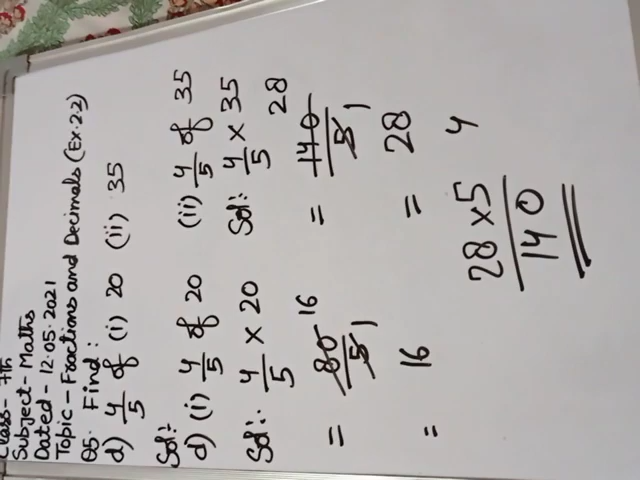 Class- 7th
Subject- Maths
Dated - 12.05.2021
Topic - Fractions and Decimals (Ex. 2.2)
Q5. Find:
d) 4/5 of (i) 20 (ii) 35
Sol:
d) (i) 4/5 of 20
Sol:. 4/5 × 20
= 80/5 16 1
= 16
(ii) 4/5 of 35
Sol: 4/5 × 35
= 140/5 28 1
= 28
4
28 × 5
140